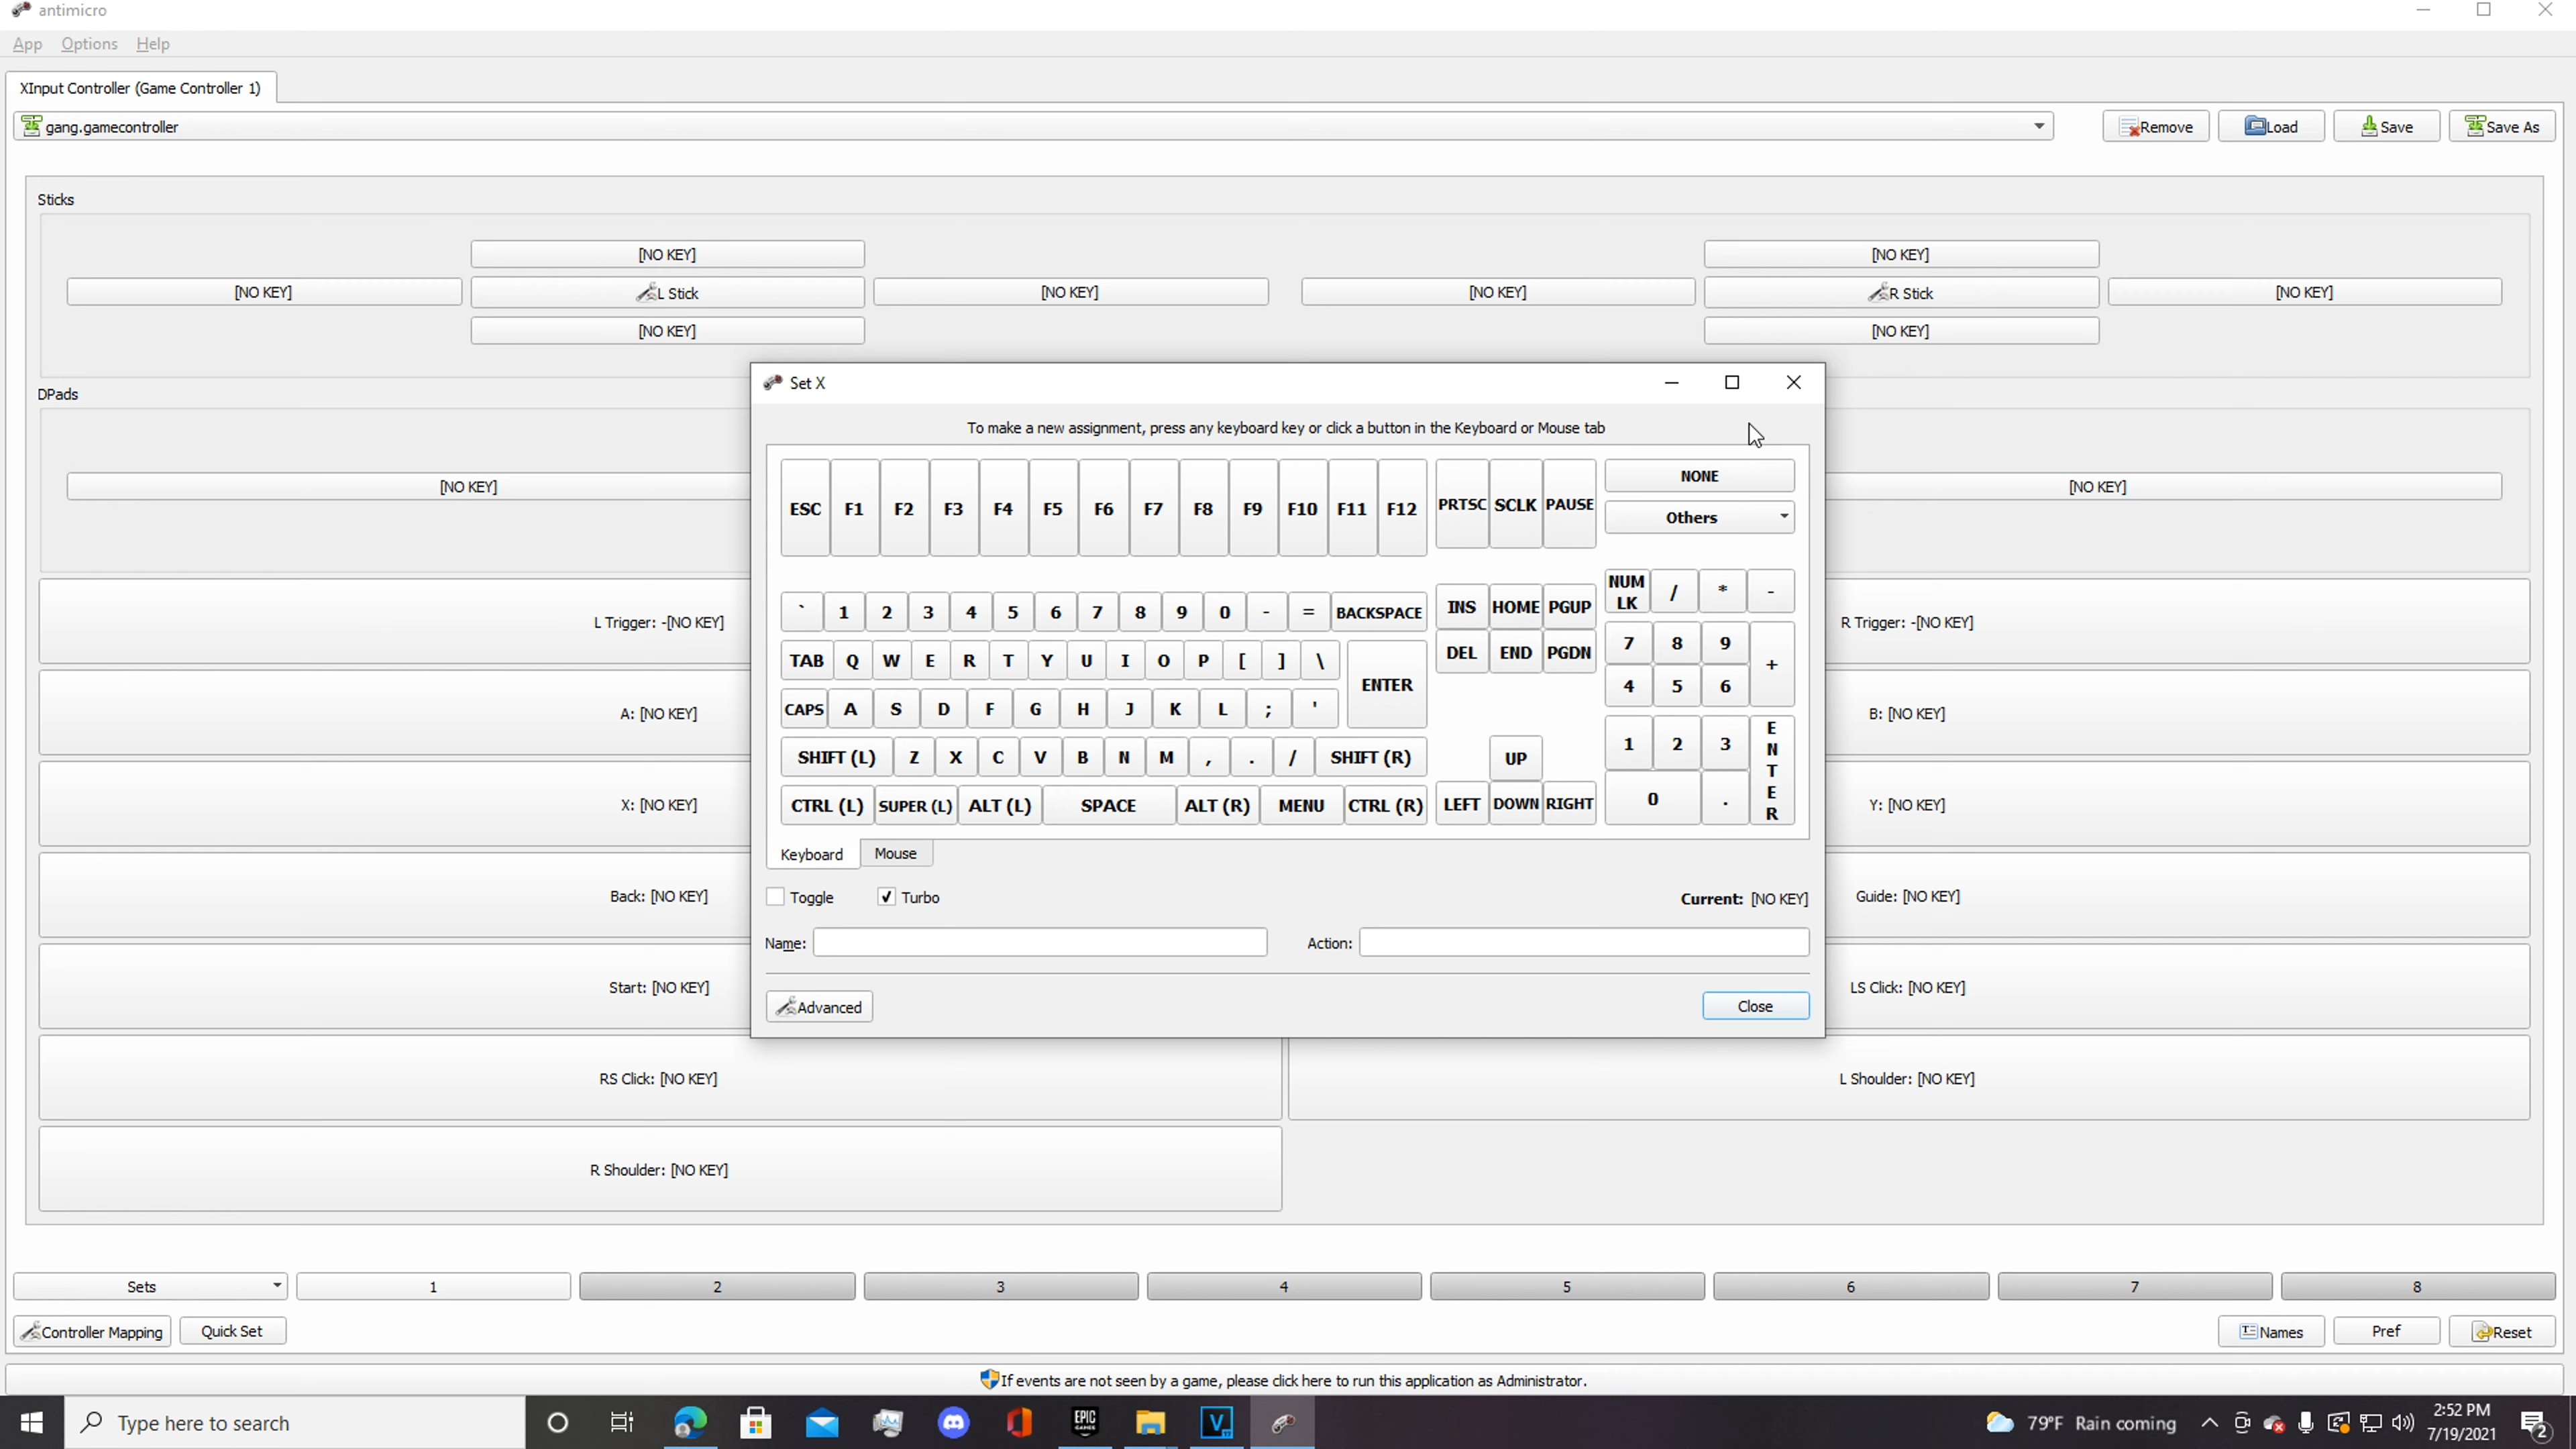 antimicro
App Options Help
XInput Controller (Game Controller 1)
gang.gamecontroller Remove Load Save Save As
Sticks
[NO KEY] [NO KEY]
[NO KEY] L Stick [NO KEY] [NO KEY] R Stick [NO KEY]
[NO KEY] [NO KEY]
DPads
[NO KEY] [NO KEY]
L Trigger: -[NO KEY] R Trigger: -[NO KEY]
A: [NO KEY] B: [NO KEY]
X: [NO KEY] Y: [NO KEY]
Back: [NO KEY] Guide: [NO KEY]
Start: [NO KEY] LS Click: [NO KEY]
RS Click: [NO KEY] L Shoulder: [NO KEY]
R Shoulder: [NO KEY]
Set X
To make a new assignment, press any keyboard key or click a button in the Keyboard or Mouse tab
ESC F1 F2 F3 F4 F5 F6 F7 F8 F9 F10 F11 F12 PRTSC SCLK PAUSE NONE
Others
` 1 2 3 4 5 6 7 8 9 0 - = BACKSPACE INS HOME PGUP NUM LK / * -
TAB Q W E R T Y U I O P [ ] \ ENTER DEL END PGDN 7 8 9 +
4 5 6
CAPS A S D F G H J K L ; '
SHIFT (L) Z X C V B N M , . / SHIFT (R) UP 1 2 3 ENTER
CTRL (L) SUPER (L) ALT (L) SPACE ALT (R) MENU CTRL (R) LEFT DOWN RIGHT 0 .
Keyboard Mouse
Toggle Turbo Current: [NO KEY]
Name: Action:
Advanced Close
Sets 1 2 3 4 5 6 7 8
Controller Mapping Quick Set Names Pref Reset
If events are not seen by a game, please click here to run this application as Administrator.
Type here to search EPIC GAMES V 79°F Rain coming 2:52 PM
7/19/2021 2